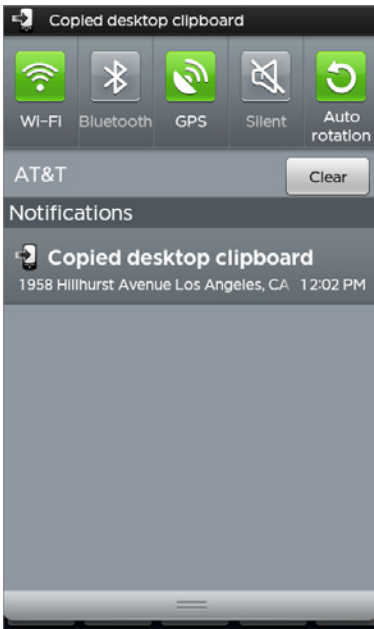 Copied desktop clipboard
Wi-Fi Bluetooth GPS Silent Auto rotation
AT&T Clear
Notifications
Copied desktop clipboard
1958 Hillhurst Avenue Los Angeles, CA 12:02 PM